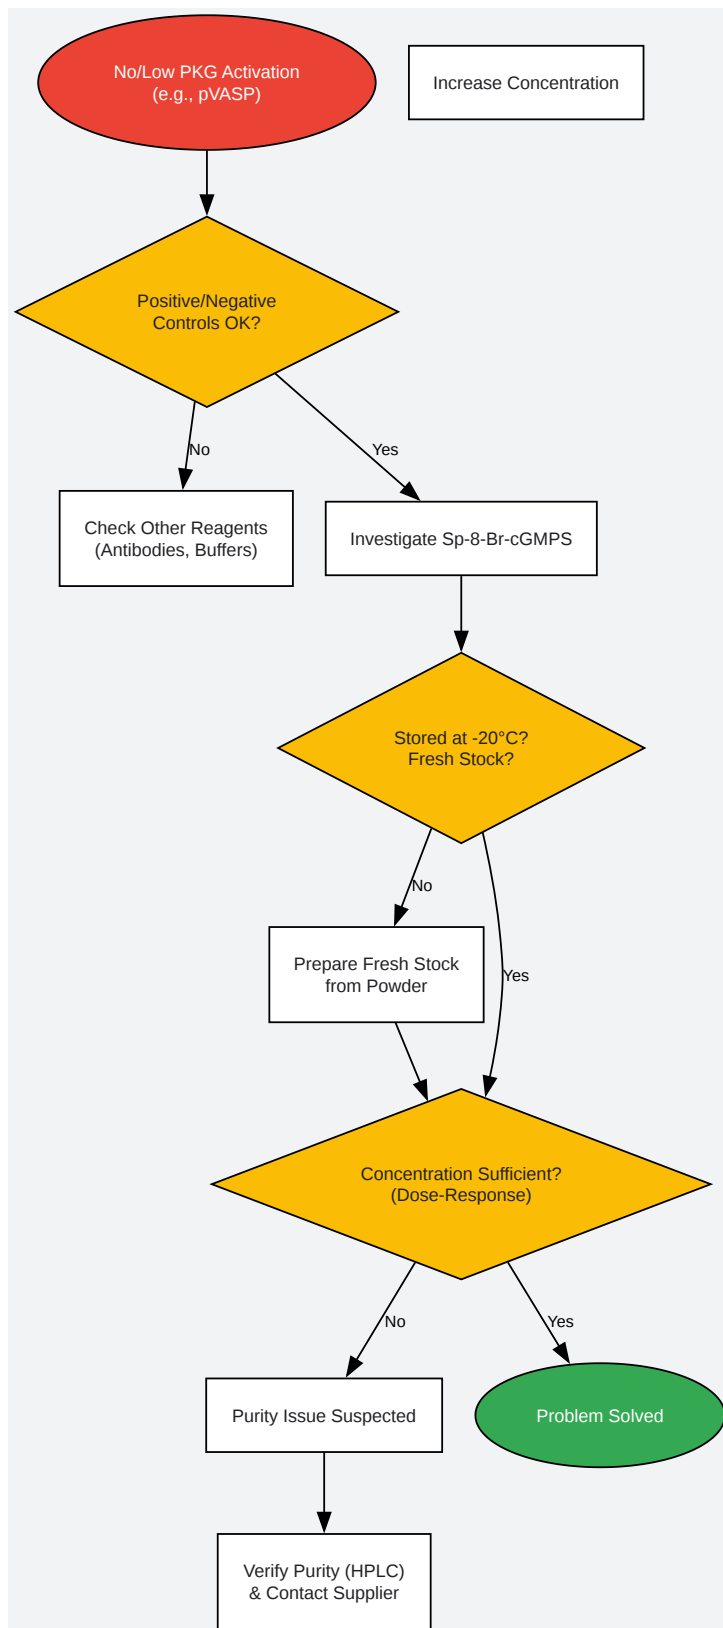 No/Low PKG Activation
(e.g., pVASP)
Increase Concentration
Positive/Negative
Controls OK?
No
Yes
Check Other Reagents
(Antibodies, Buffers)
Investigate Sp-8-Br-cGMPS
Stored at -20°C?
Fresh Stock?
No
Yes
Prepare Fresh Stock
from Powder
Concentration Sufficient?
(Dose-Response)
No
Yes
Purity Issue Suspected
Problem Solved
Verify Purity (HPLC)
& Contact Supplier